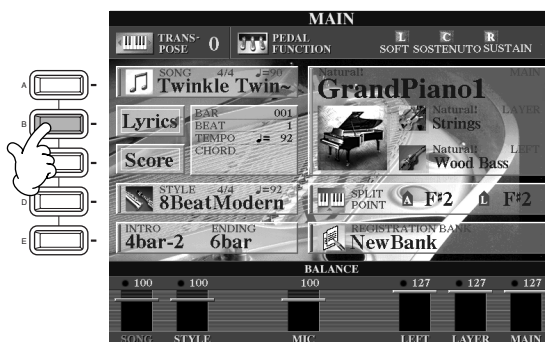 MAIN
TRANS-
POSE
0
PEDAL
FUNCTION
L C R
SOFT SOSTENUTO SUSTAIN
A
B
D
E
SONG 4/4 ♩=90
Twinkle Twin~
Lyrics
Score
BAR 001
BEAT 1
TEMPO ♩= 92
CHORD
STYLE 4/4 ♩=92
8BeatModern
INTRO ENDING
4bar-2 6bar
Natural! MAIN
GrandPiano1
Natural! LAYER
Strings
Natural! LEFT
Wood Bass
SPLIT
POINT
A F♯2 L F♯2
REGISTRATION BANK
NewBank
BALANCE
100 100 100 127 127 127
SONG STYLE MIC LEFT LAYER MAIN